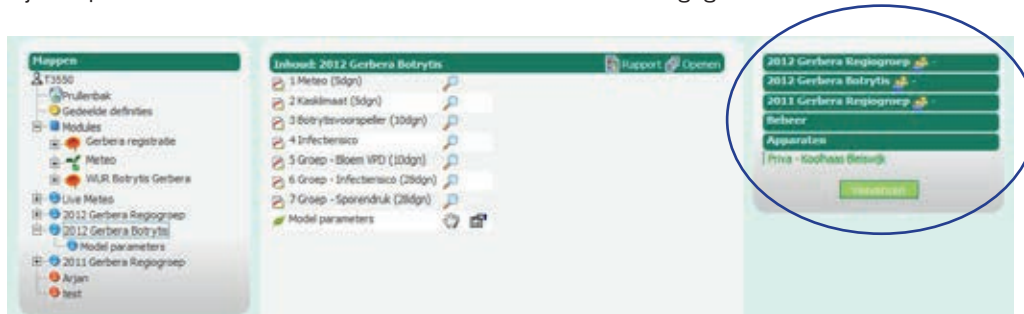 Mappen
T3550
Prullenbak
Gedeelde definities
Modules
Gerbera registratie
Meteo
WUR Botrytis Gerbera
Live Meteo
2012 Gerbera Regiogroep
2012 Gerbera Botrytis
Model parameters
2011 Gerbera Regiogroep
Arjan
test
Inhoud: 2012 Gerbera Botrytis
Rapport Openen
1 Meteo (5dgn)
2 Kasklimaat (5dgn)
3 Botrytisvoorspeller (10dgn)
4 Infectierisico
5 Groep - Bloem VPD (10dgn)
6 Groep - Infectierisico (28dgn)
7 Groep - Sporendruk (28dgn)
Model parameters
2012 Gerbera Regiogroep -
2012 Gerbera Botrytis -
2011 Gerbera Regiogroep -
Beheer
Apparaten
Priva - Koolhaas Bleiswijk